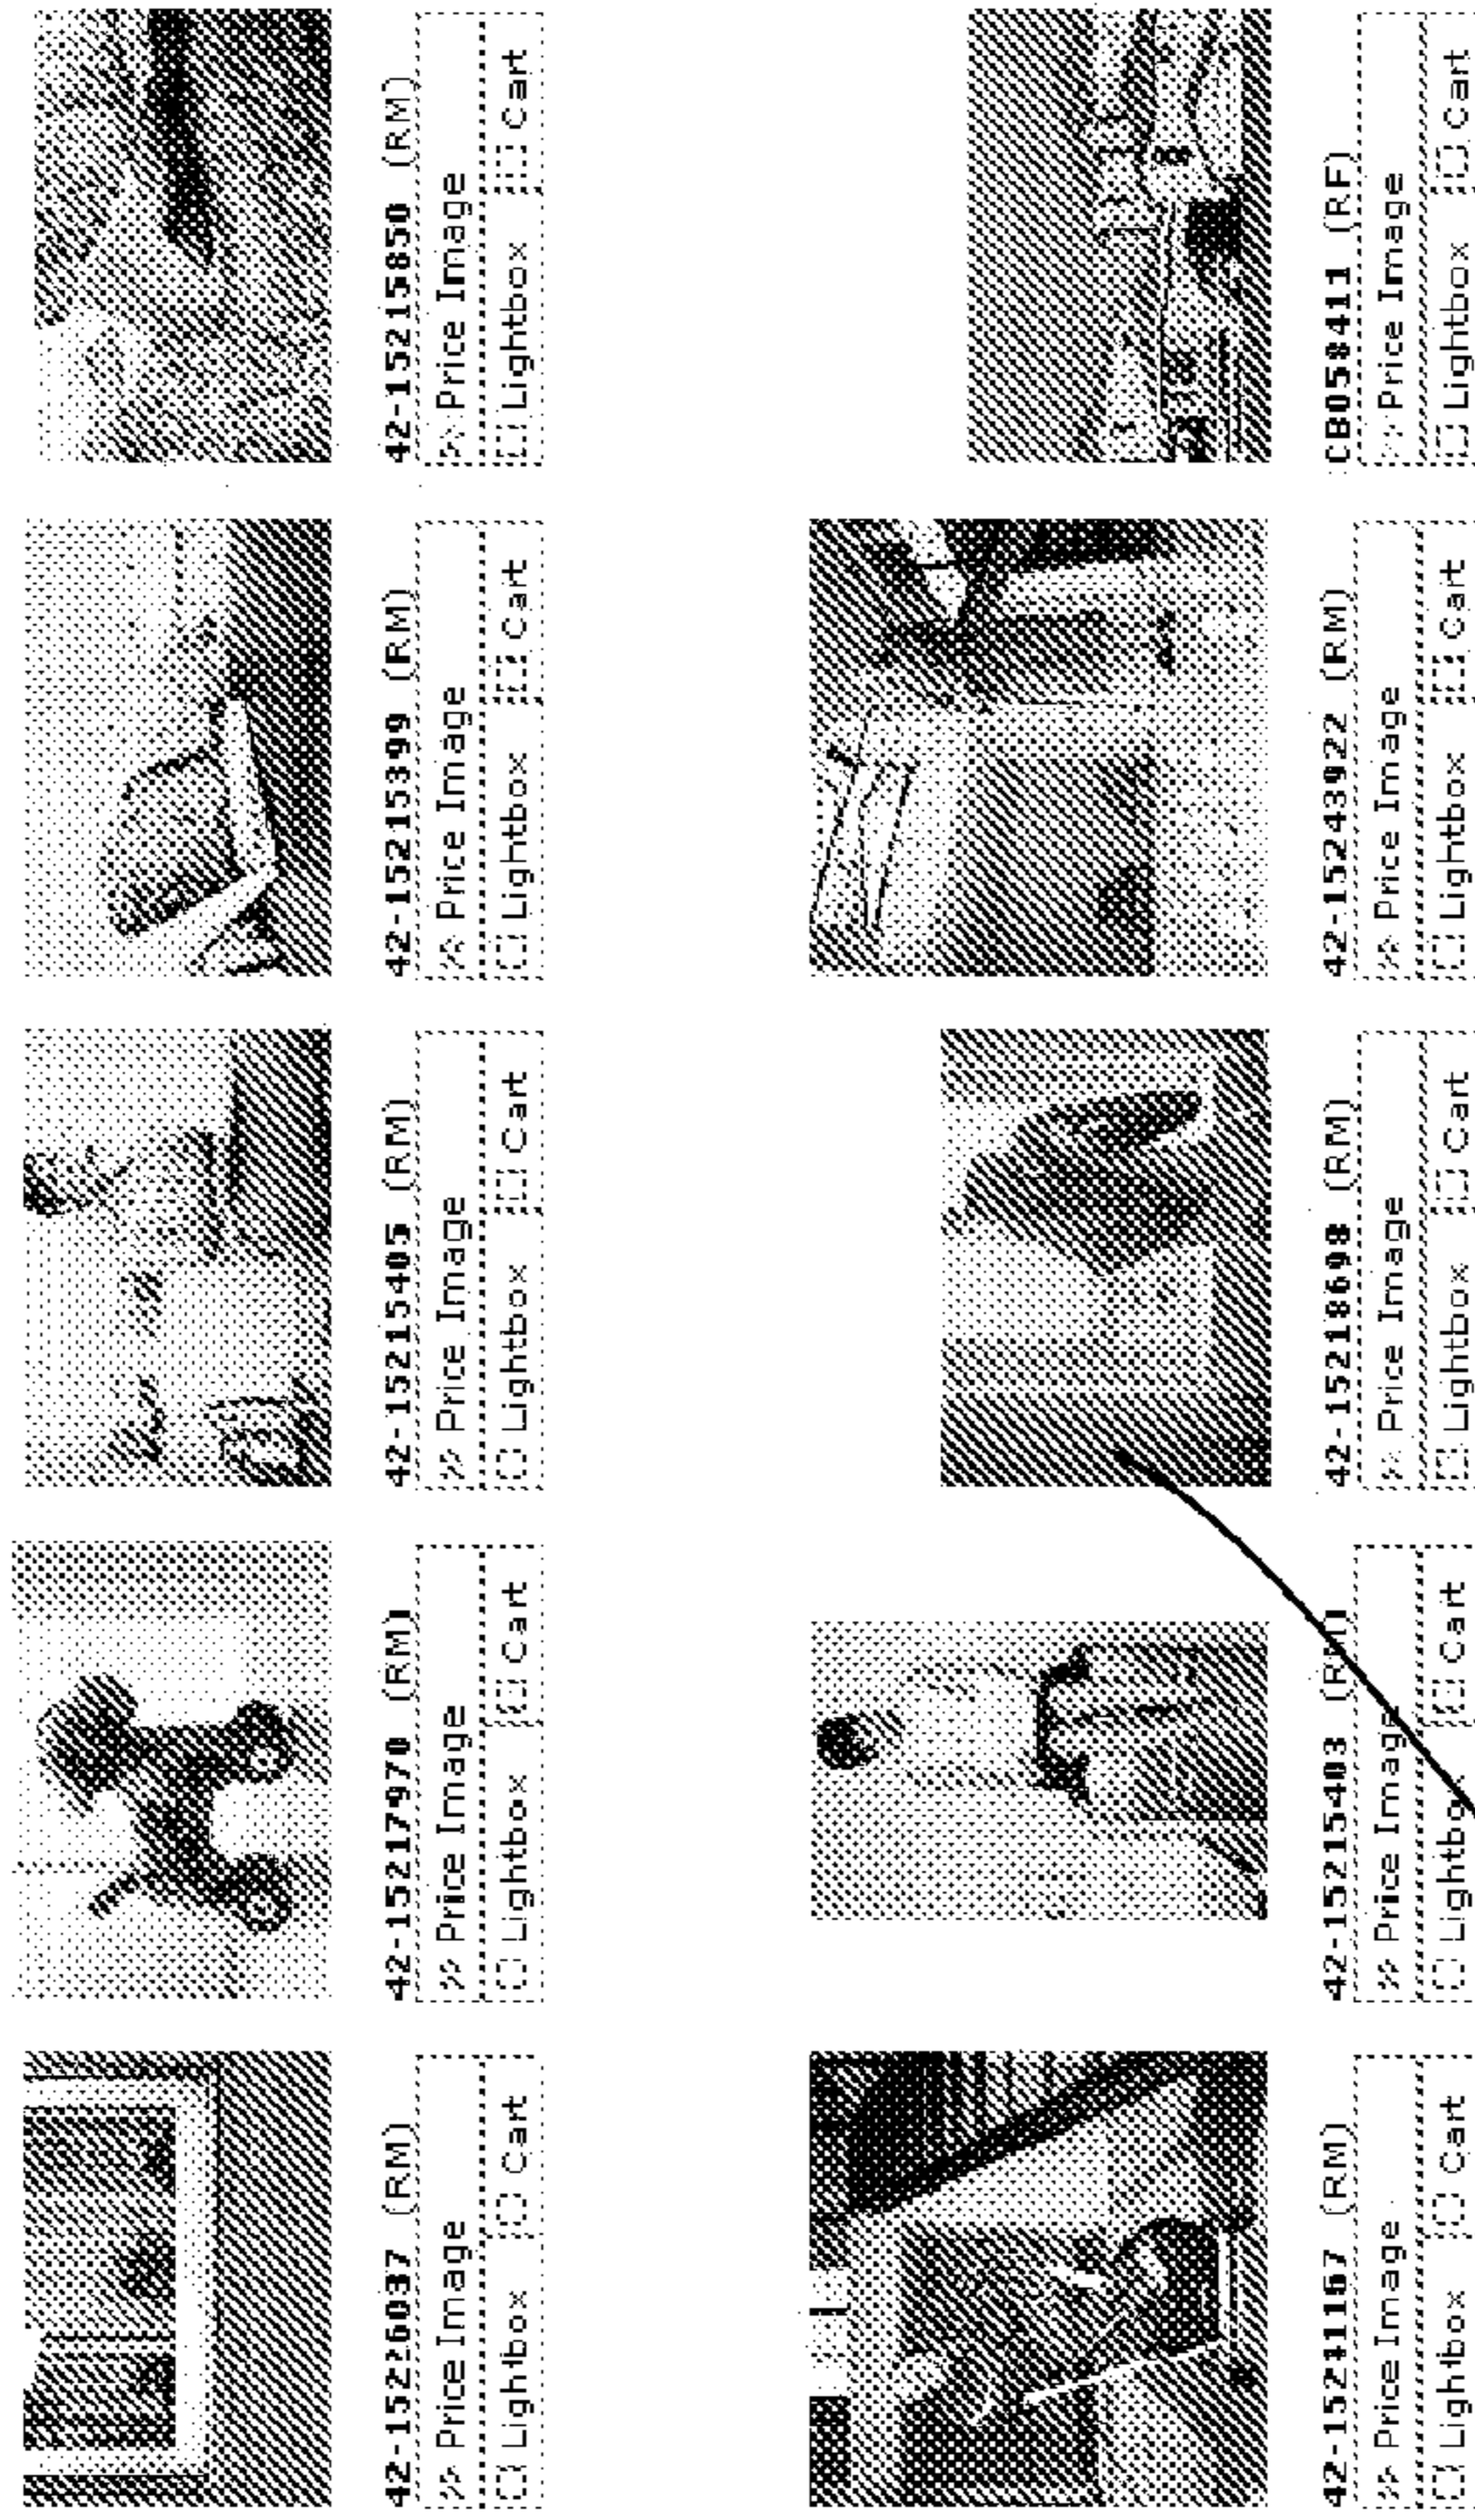 42-15226037 (RM) 42-15217970 (RM) 42-15215405 (RM) 42-15215399 (RM) 42-15215850 (RM)
Price Image Price Image Price Image Price Image Price Image
Lightbox Cart Lightbox Cart Lightbox Cart Lightbox Cart Lightbox Cart
42-15241167 (RM) 42-15215403 (RM) 42-15218698 (RM) 42-15243922 (RM) CB058411 (RF)
Price Image Price Image Price Image Price Image Price Image
Lightbox Cart Lightbox Cart Lightbox Cart Lightbox Cart Lightbox Cart